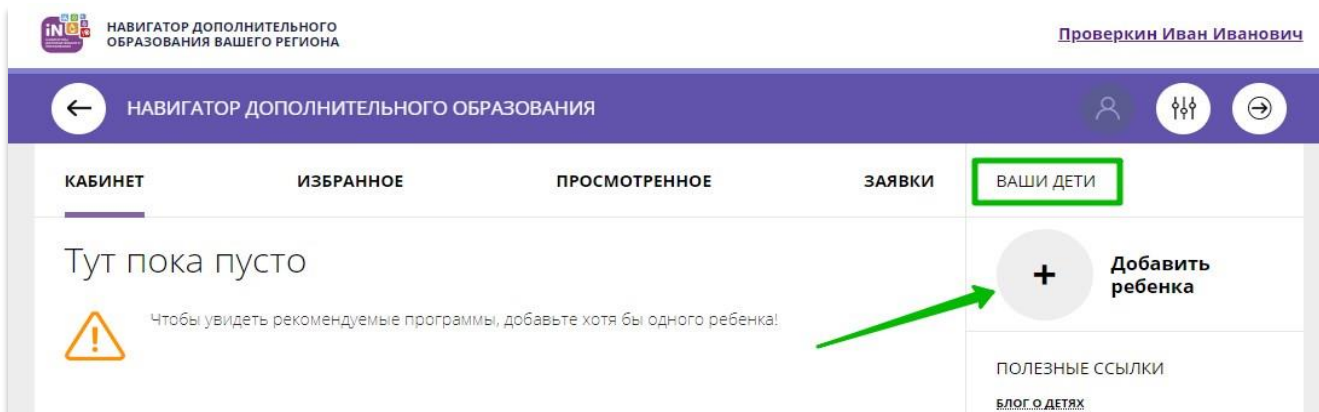 НАВИГАТОР ДОПОЛНИТЕЛЬНОГО
ОБРАЗОВАНИЯ ВАШЕГО РЕГИОНА
Проверкин Иван Иванович
НАВИГАТОР ДОПОЛНИТЕЛЬНОГО ОБРАЗОВАНИЯ
КАБИНЕТ ИЗБРАННОЕ ПРОСМОТРЕННОЕ ЗАЯВКИ ВАШИ ДЕТИ
Тут пока пусто
Чтобы увидеть рекомендуемые программы, добавьте хотя бы одного ребенка!
Добавить
ребенка
ПОЛЕЗНЫЕ ССЫЛКИ
БЛОГ О ДЕТЯХ